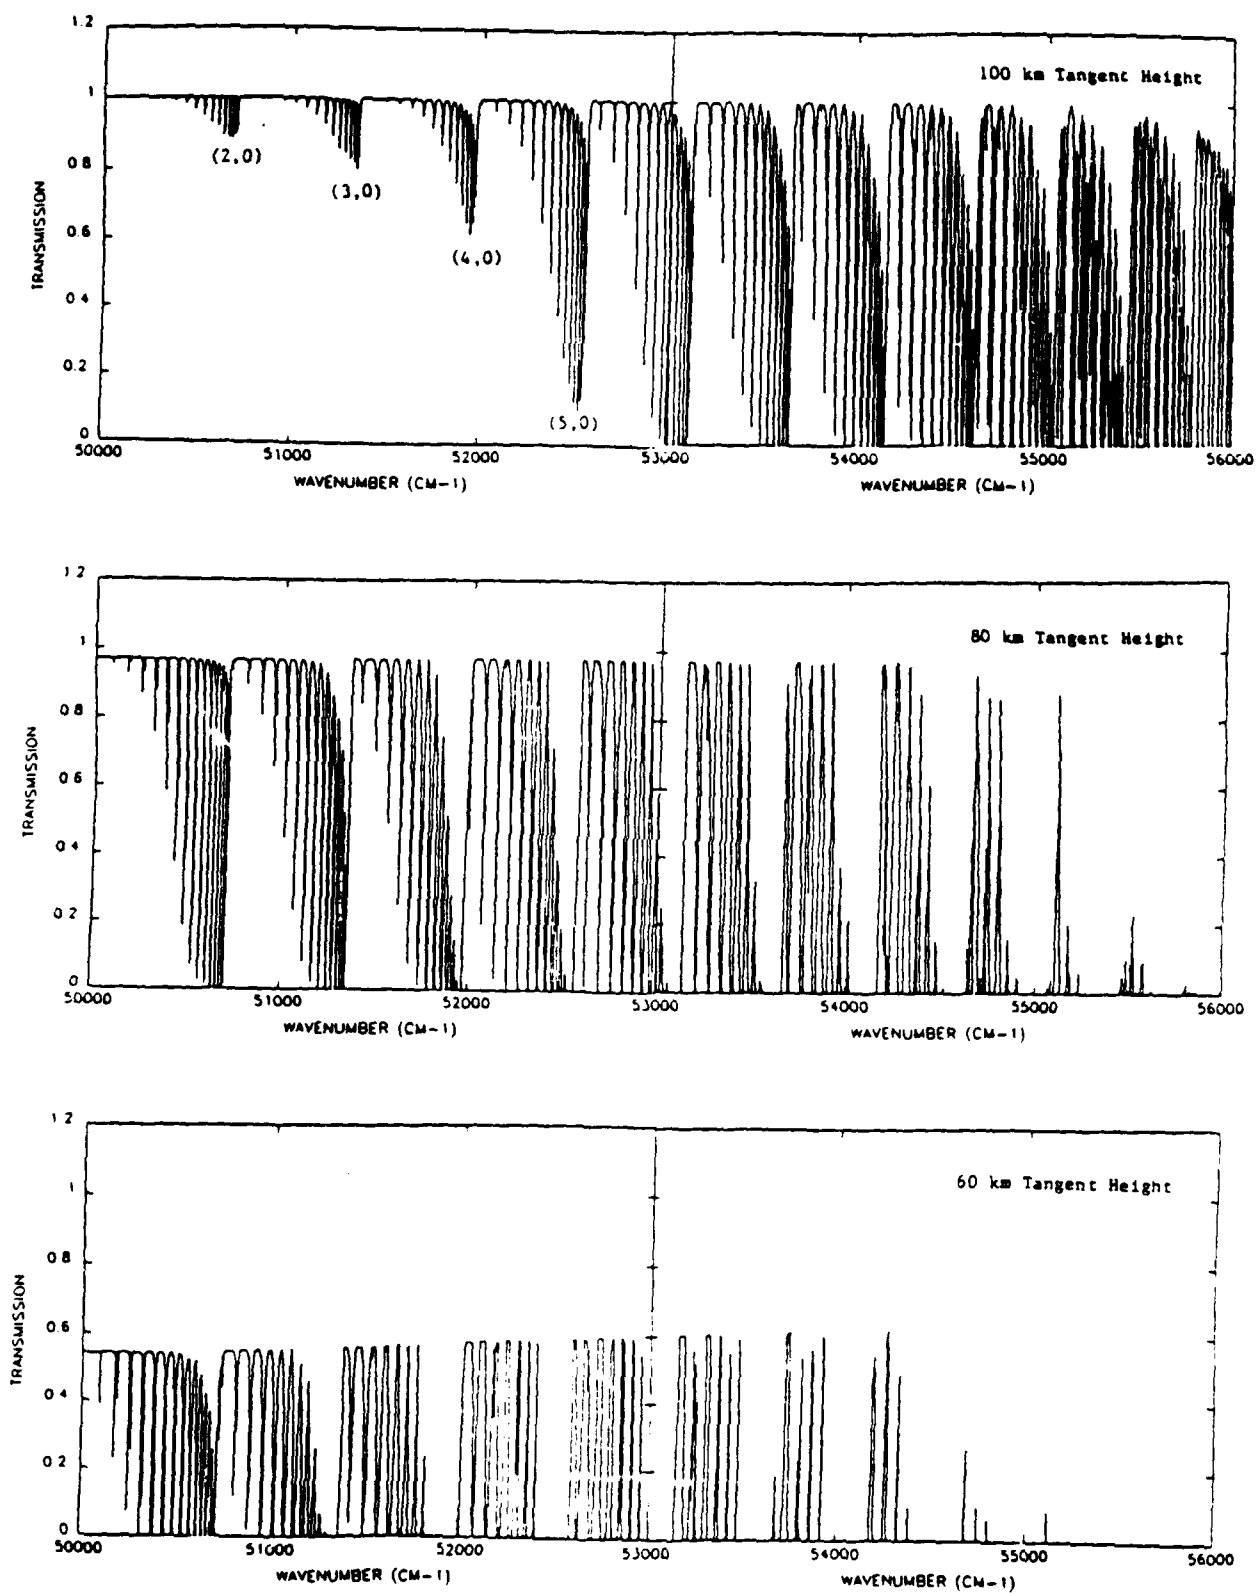 1.2
100 km Tangent Height
1
(2,0)
0.8
(3,0)
TRANSMISSION
0.6
(4,0)
0.4
0.2
(5,0)
0
50000 51000 52000 53000 54000 55000 56000
WAVENUMBER (CM-1) WAVENUMBER (CM-1)
1.2
80 km Tangent Height
1
0.8
TRANSMISSION
0.6
0.4
0.2
0
50000 51000 52000 53000 54000 55000 56000
WAVENUMBER (CM-1) WAVENUMBER (CM-1)
1.2
60 km Tangent Height
1
0.8
0.6
TRANSMISSION
0.4
0.2
0
50000 51000 52000 53000 54000 55000 56000
WAVENUMBER (CM-1) WAVENUMBER (CM-1)